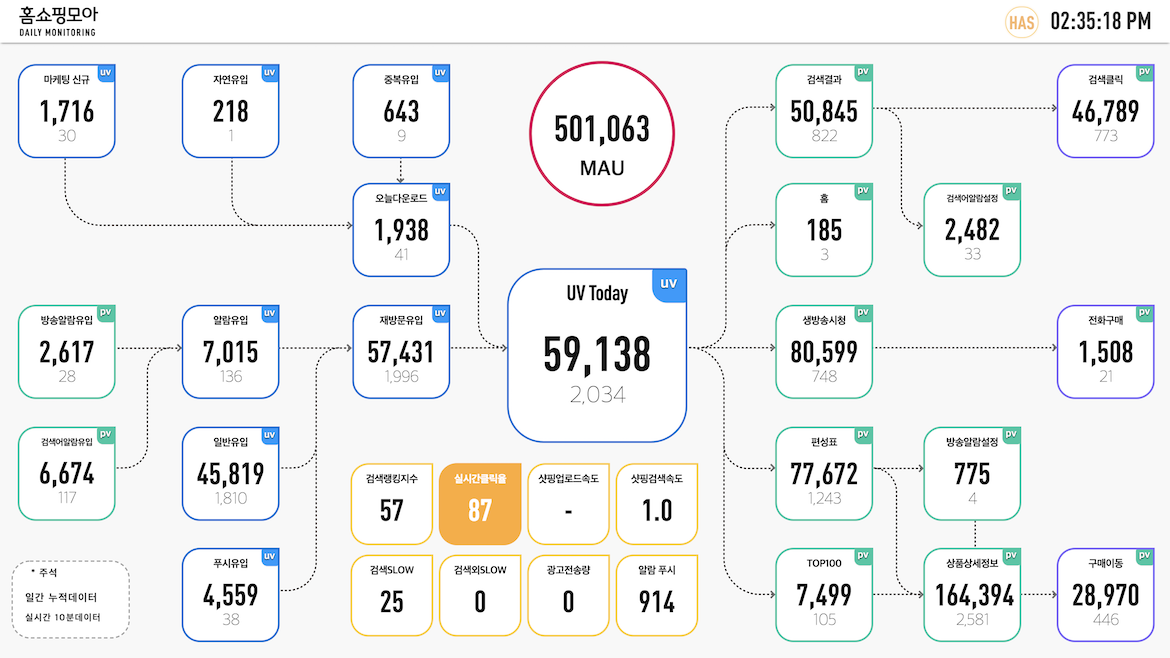 홈쇼핑모아
DAILY MONITORING
HAS
02:35:18 PM
마케팅 신규
uv
1,716
30
자연유입
uv
218
1
중복유입
uv
643
9
501,063
MAU
검색결과
pv
50,845
822
검색클릭
pv
46,789
773
오늘다운로드
uv
1,938
41
홈
pv
185
3
검색어알람설정
pv
2,482
33
UV Today
uv
59,138
2,034
방송알람유입
pv
2,617
28
알람유입
uv
7,015
136
재방문유입
uv
57,431
1,996
생방송시청
pv
80,599
748
전화구매
pv
1,508
21
검색어알람유입
pv
6,674
117
일반유입
uv
45,819
1,810
편성표
pv
77,672
1,243
방송알람설정
pv
775
4
검색랭킹지수
57
실시간클릭율
87
샷핑업로드속도
-
샷핑검색속도
1.0
푸시유입
uv
4,559
38
검색SLOW
25
검색외SLOW
0
광고전송량
0
알람 푸시
914
TOP100
pv
7,499
105
상품상세정보
pv
164,394
2,581
구매이동
pv
28,970
446
* 주석
일간 누적데이터
실시간 10분데이터